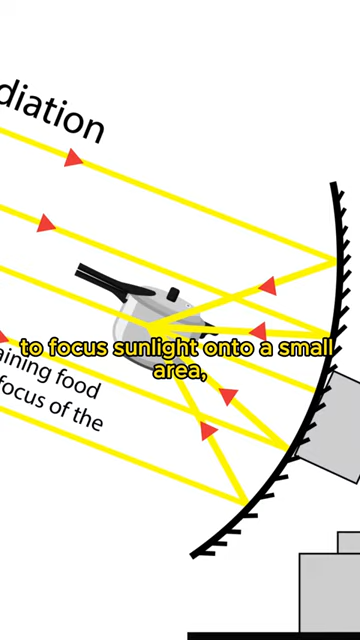 diation
to focus sunlight onto a small
area,
aining food
focus of the